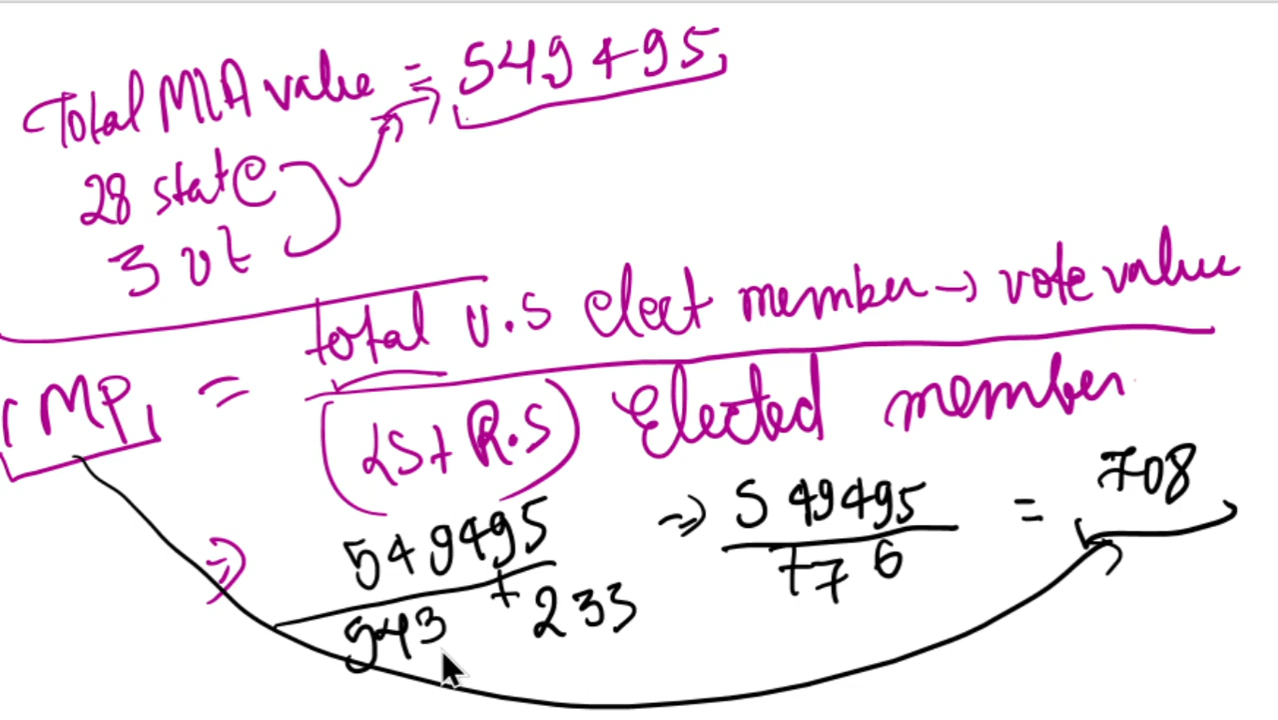 Total MLA value = 549495
28 state
3 UT
total V.S elect member → vote value
MP =
(LS + R.S) Elected member
⇒ 549495 ⇒ 549495 = 708
543 + 233 776